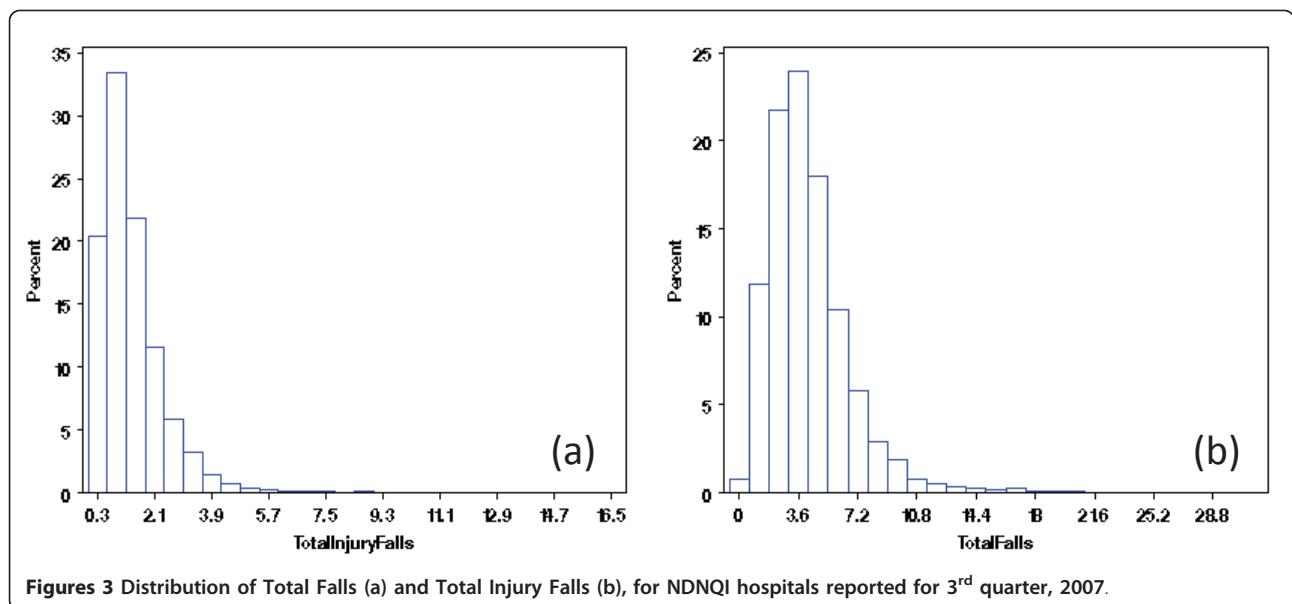 35
30
25
20
15
10
5
0
Percent
0.3 2.1 3.9 5.7 7.5 9.3 11.1 12.9 14.7 16.5
TotalInjuryFalls
(a)
25
20
15
10
5
0
Percent
0 3.6 7.2 10.8 14.4 18 21.6 25.2 28.8
TotalFalls
(b)
Figures 3 Distribution of Total Falls (a) and Total Injury Falls (b), for NDNQI hospitals reported for 3rd quarter, 2007.